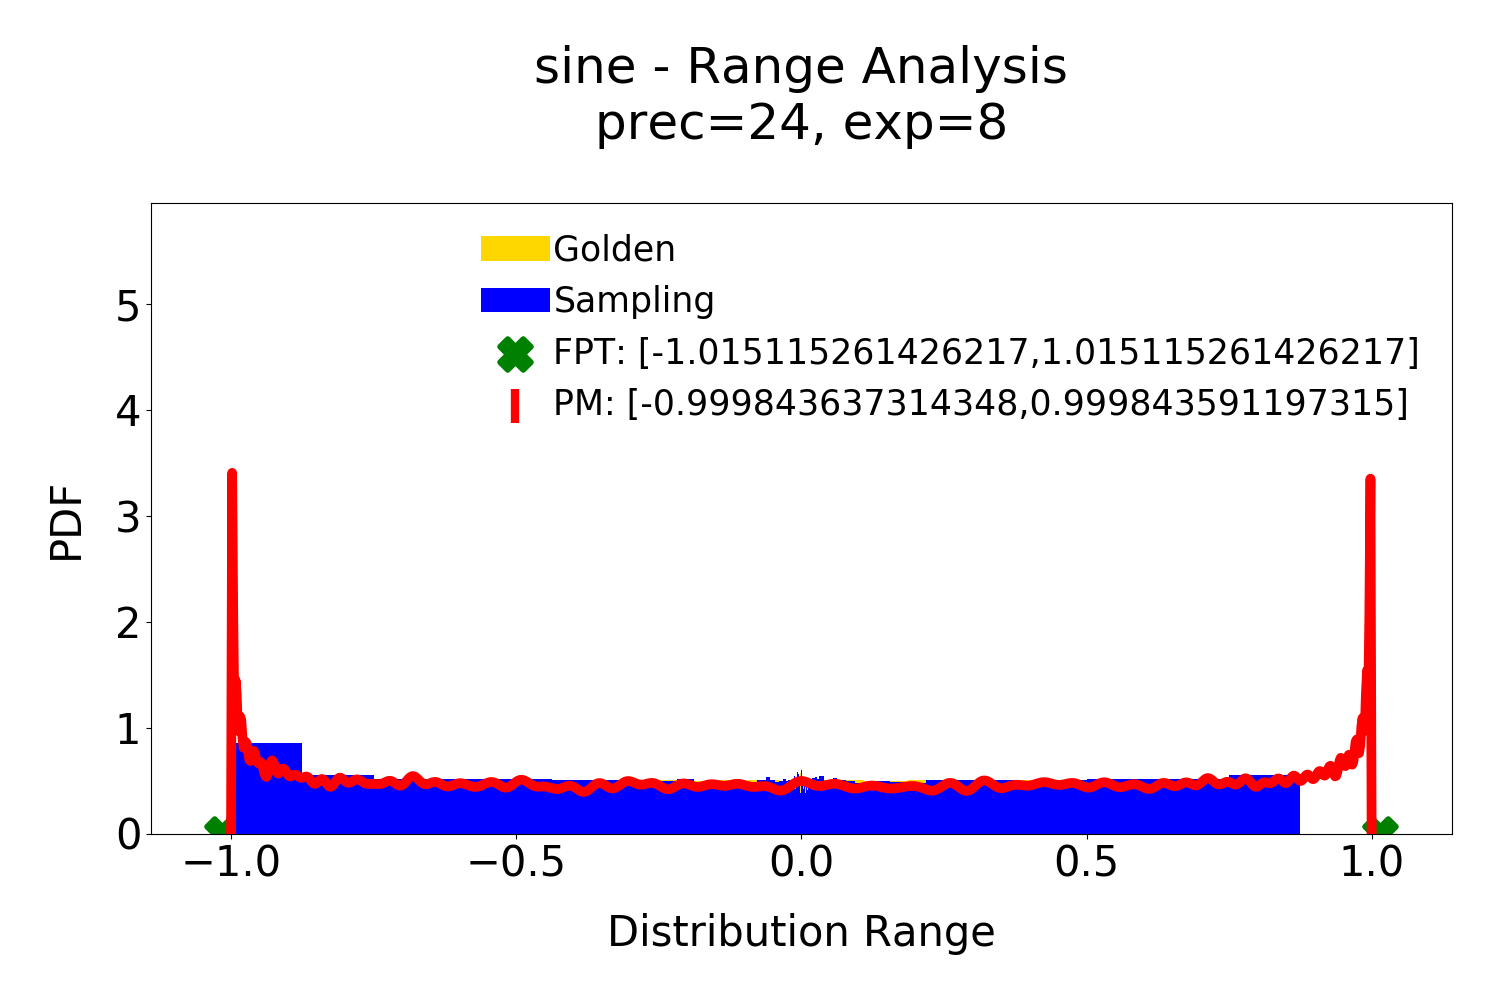 sine - Range Analysis
prec=24, exp=8
Golden
Sampling
FPT: [-1.015115261426217,1.015115261426217]
PM: [-0.999843637314348,0.999843591197315]
PDF
5
4
3
2
1
0
−1.0 −0.5 0.0 0.5 1.0
Distribution Range